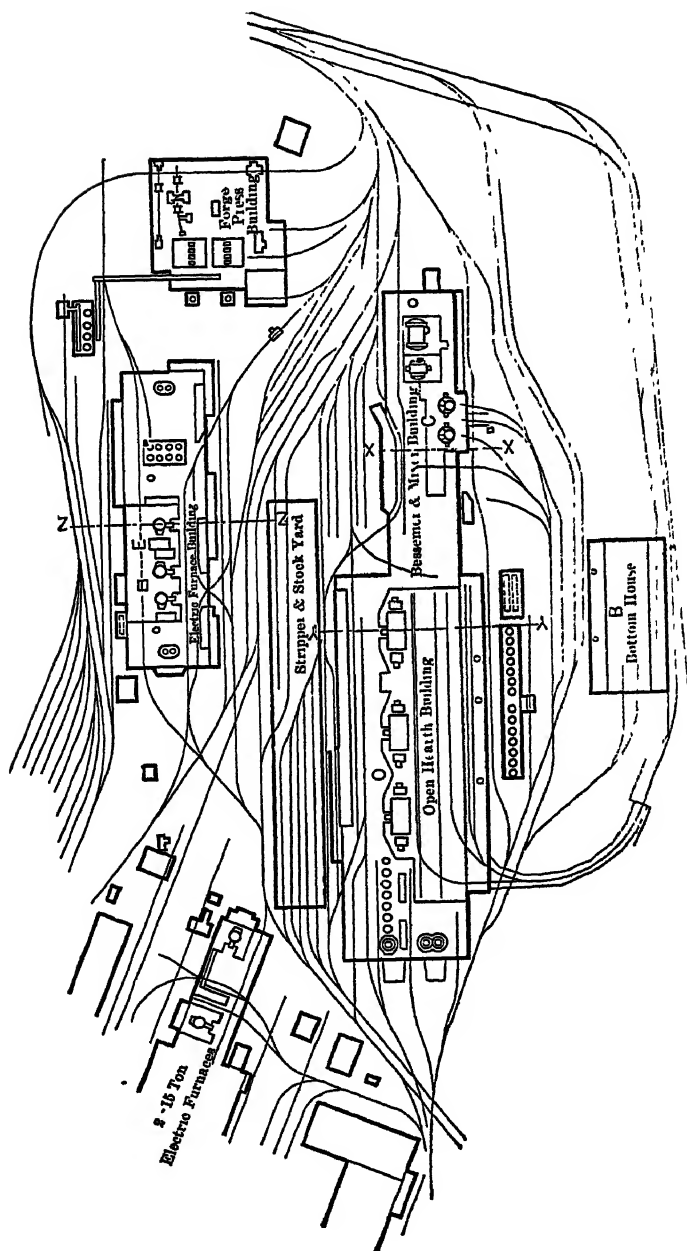 Forge
Press
Building
Z
E
Z
Electric Furnace Building
Stripper & Stock Yard
X
C
X
Bessemer & Mixer Building
Y
Y
O
Open Hearth Building
B
Bottom House
2 -15 Ton
Electric Furnaces